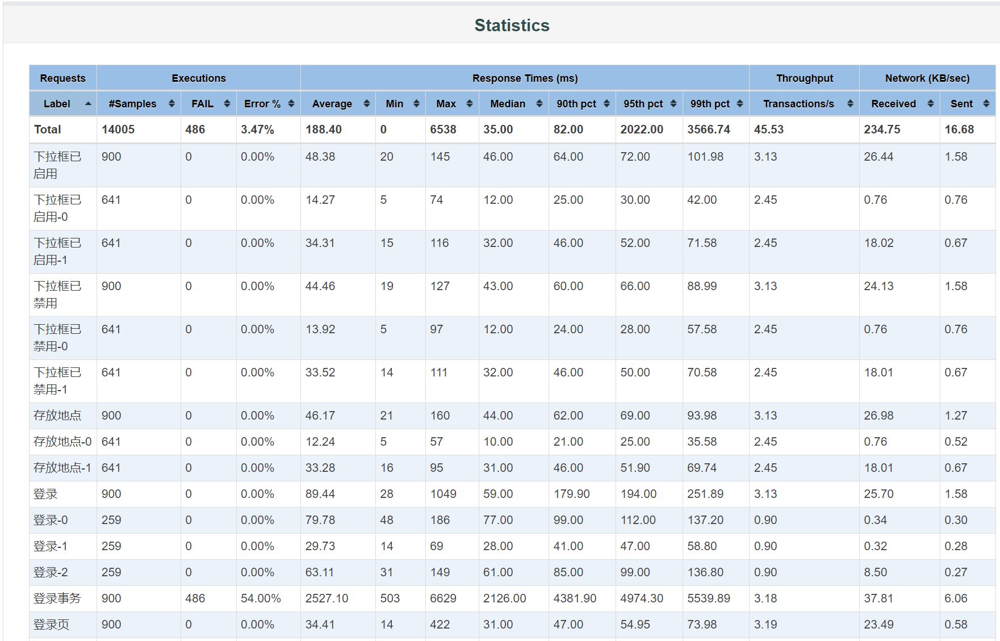 Statistics
Requests Executions Response Times (ms) Throughput Network (KB/sec)
Label #Samples FAIL Error % Average Min Max Median 90th pct 95th pct 99th pct Transactions/s Received Sent
Total 14005 486 3.47% 188.40 0 6538 35.00 82.00 2022.00 3566.74 45.53 234.75 16.68
下拉框已 900 0 0.00% 48.38 20 145 46.00 64.00 72.00 101.98 3.13 26.44 1.58
启用
下拉框已 641 0 0.00% 14.27 5 74 12.00 25.00 30.00 42.00 2.45 0.76 0.76
启用-0
下拉框已 641 0 0.00% 34.31 15 116 32.00 46.00 52.00 71.58 2.45 18.02 0.67
启用-1
下拉框已 900 0 0.00% 44.46 19 127 43.00 60.00 66.00 88.99 3.13 24.13 1.58
禁用
下拉框已 641 0 0.00% 13.92 5 97 12.00 24.00 28.00 57.58 2.45 0.76 0.76
禁用-0
下拉框已 641 0 0.00% 33.52 14 111 32.00 46.00 50.00 70.58 2.45 18.01 0.67
禁用-1
存放地点 900 0 0.00% 46.17 21 160 44.00 62.00 69.00 93.98 3.13 26.98 1.27
存放地点-0 641 0 0.00% 12.24 5 57 10.00 21.00 25.00 35.58 2.45 0.76 0.52
存放地点-1 641 0 0.00% 33.28 16 95 31.00 46.00 51.90 69.74 2.45 18.01 0.67
登录 900 0 0.00% 89.44 28 1049 59.00 179.90 194.00 251.89 3.13 25.70 1.58
登录-0 259 0 0.00% 79.78 48 186 77.00 99.00 112.00 137.20 0.90 0.34 0.30
登录-1 259 0 0.00% 29.73 14 69 28.00 41.00 47.00 58.80 0.90 0.32 0.28
登录-2 259 0 0.00% 63.11 31 149 61.00 85.00 99.00 136.80 0.90 8.50 0.27
登录事务 900 486 54.00% 2527.10 503 6629 2126.00 4381.90 4974.30 5539.89 3.18 37.81 6.06
登录页 900 0 0.00% 34.41 14 422 31.00 47.00 54.95 73.98 3.19 23.49 0.58